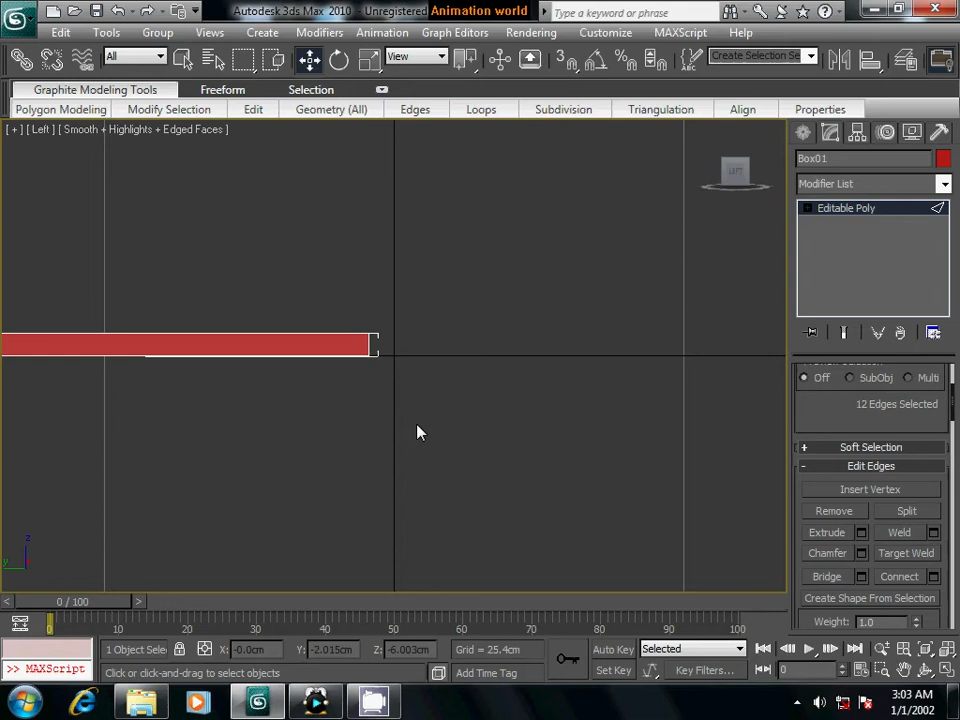 Autodesk 3ds Max 2010 - Unregistered Animation world Type a keyword or phrase
Edit Tools Group Views Create Modifiers Animation Graph Editors Rendering Customize MAXScript Help
All View Create Selection Se
Graphite Modeling Tools Freeform Selection
Polygon Modeling Modify Selection Edit Geometry (All) Edges Loops Subdivision Triangulation Align Properties
[ + ] [ Left ] [ Smooth + Highlights + Edged Faces ]
LEFT
Box01
Modifier List
Editable Poly
Off SubObj Multi
12 Edges Selected
+ Soft Selection
- Edit Edges
Insert Vertex
Remove Split
Extrude Weld
Chamfer Target Weld
Bridge Connect
Create Shape From Selection
Weight: 1.0
z
y
< 0 / 100 >
0 10 20 30 40 50 60 70 80 90 100
1 Object Sele X: -0.0cm Y: -2.015cm Z: -6.003cm Grid = 25.4cm Auto Key Selected
>> MAXScript Click or click-and-drag to select objects Add Time Tag Set Key Key Filters... 0
3:03 AM
1/1/2002